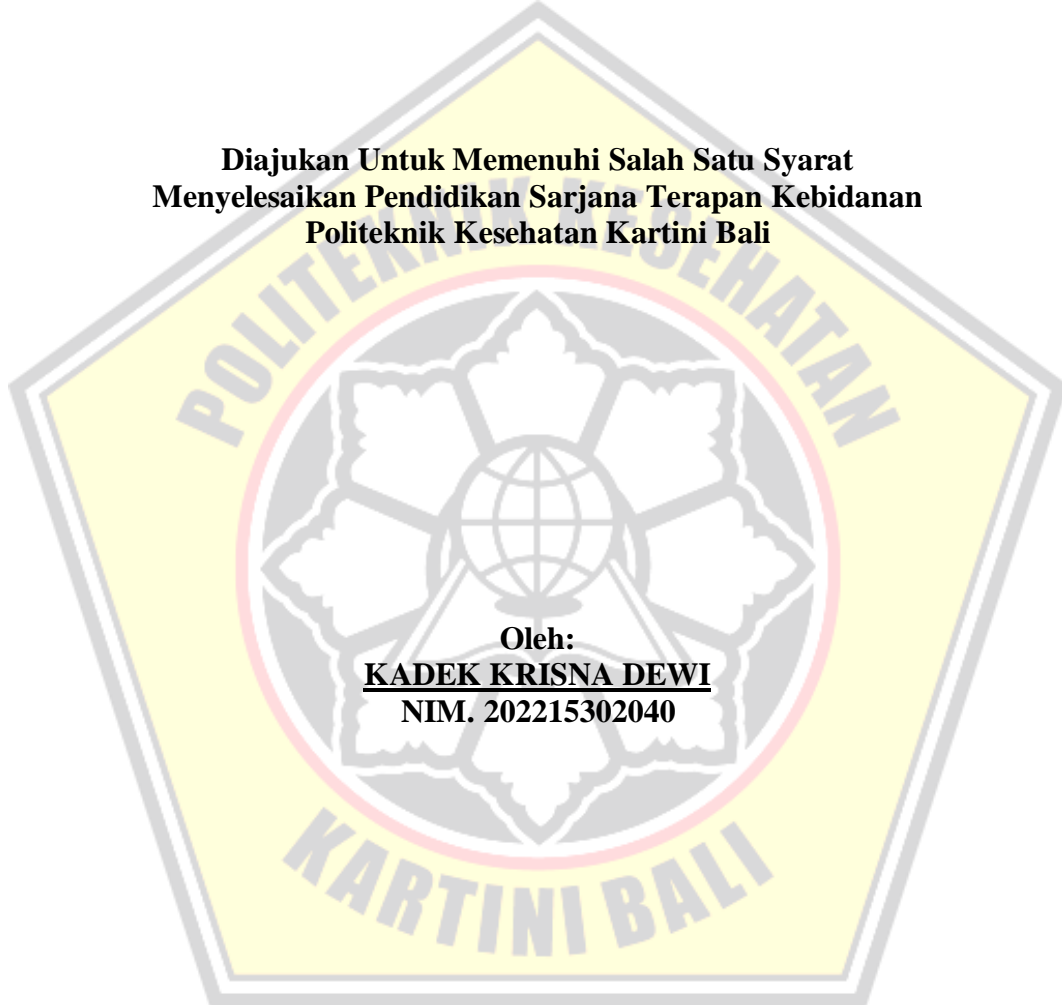 Diajukan Untuk Memenuhi Salah Satu Syarat
Menyelesaikan Pendidikan Sarjana Terapan Kebidanan
Politeknik Kesehatan Kartini Bali
POLITEKNIK KESEHATAN
Oleh:
KADEK KRISNA DEWI
NIM. 202215302040
KARTINI BALI